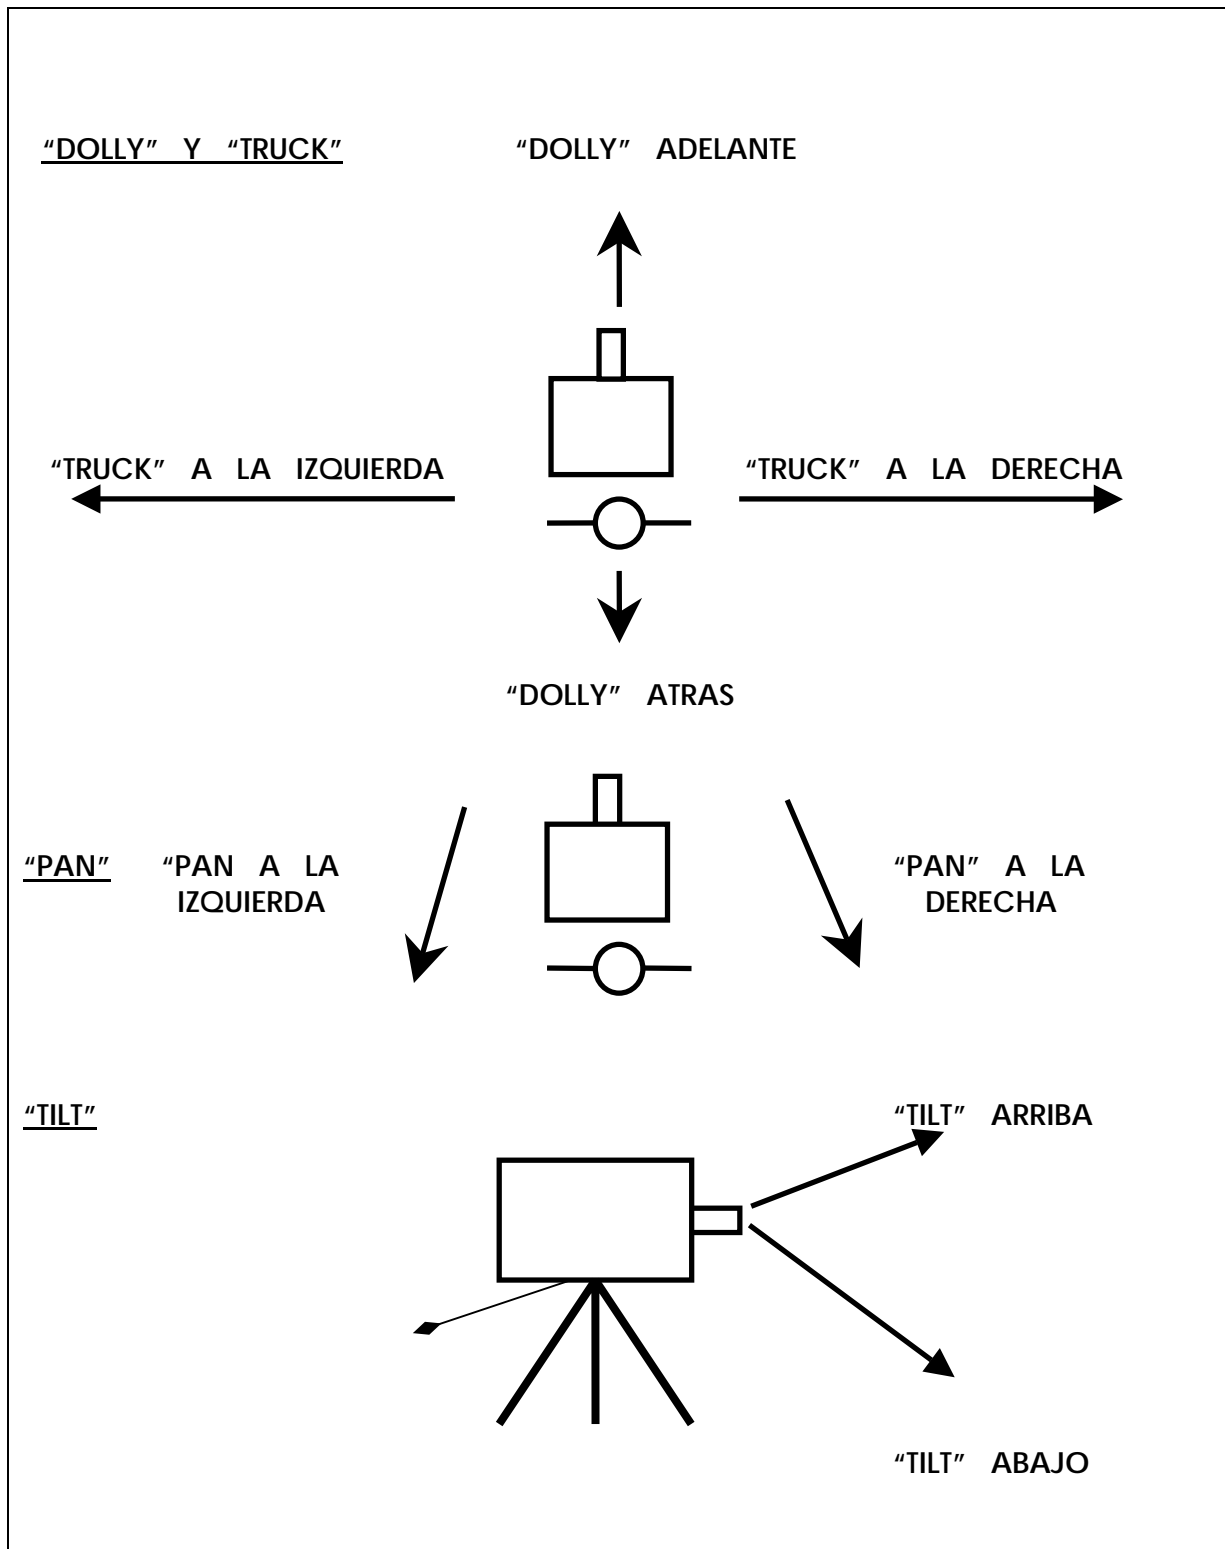 “DOLLY” Y “TRUCK”
“DOLLY” ADELANTE
“TRUCK” A LA IZQUIERDA
“TRUCK” A LA DERECHA
“DOLLY” ATRAS
“PAN”
“PAN A LA
IZQUIERDA
“PAN” A LA
DERECHA
“TILT”
“TILT” ARRIBA
“TILT” ABAJO